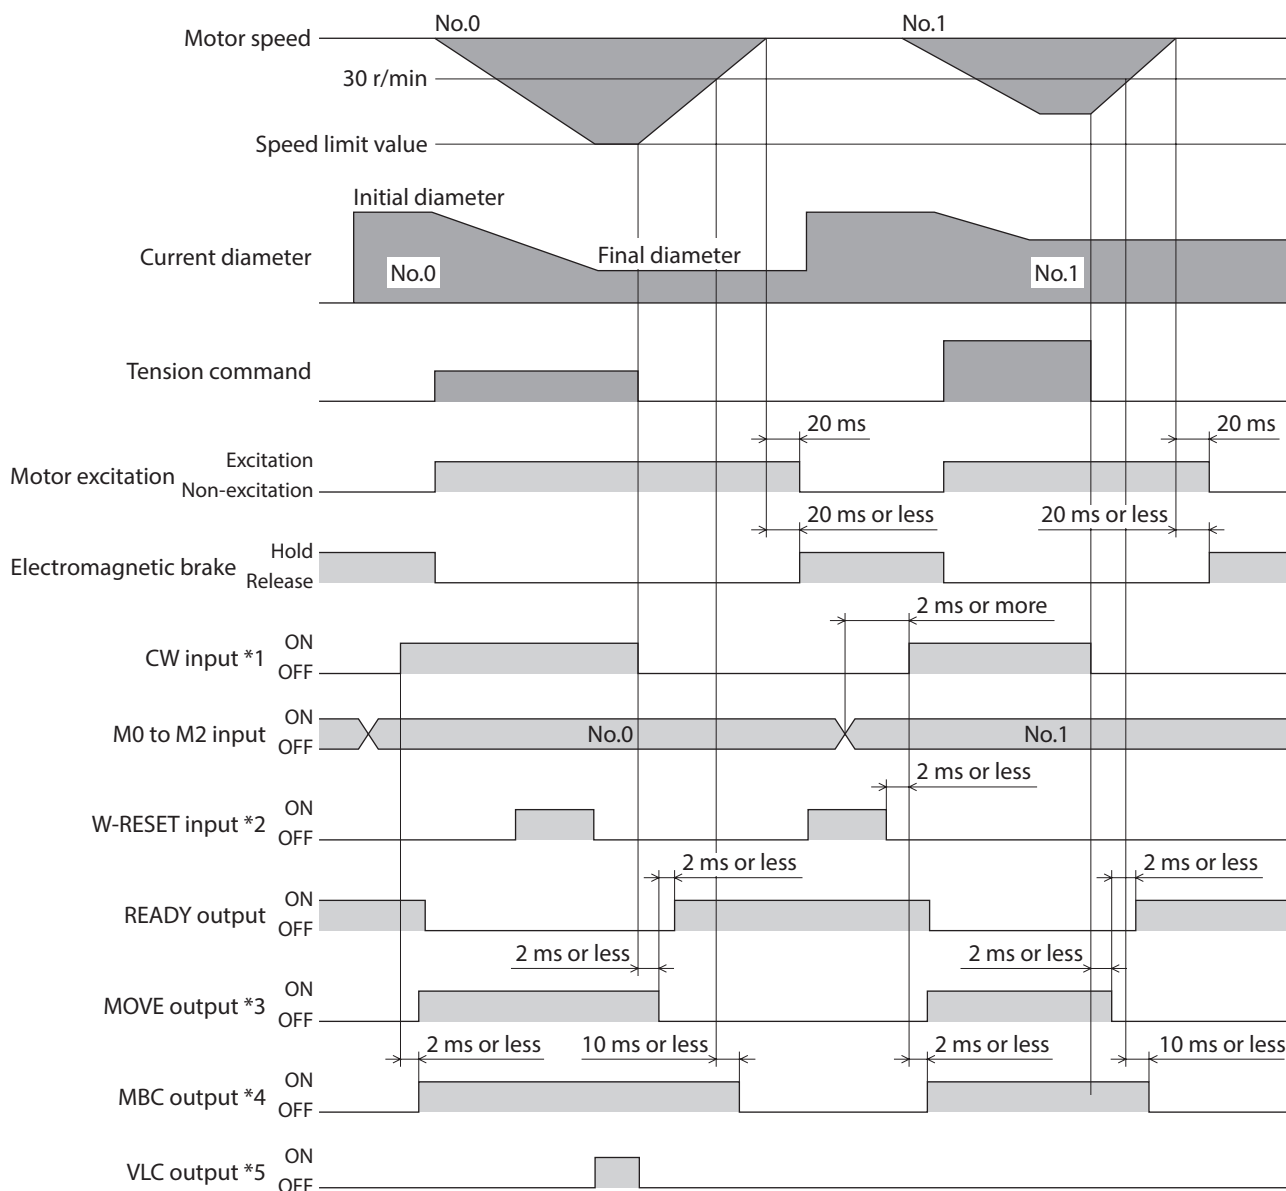 No.0
No.1
Motor speed
30 r/min
Speed limit value
Initial diameter
Final diameter
Current diameter
No.0
No.1
Tension command
20 ms
20 ms
Excitation
Motor excitation
Non-excitation
20 ms or less
20 ms or less
Hold
Electromagnetic brake
Release
2 ms or more
ON
CW input *1
OFF
ON
M0 to M2 input
No.0
No.1
OFF
2 ms or less
ON
W-RESET input *2
OFF
2 ms or less
2 ms or less
ON
READY output
OFF
2 ms or less
2 ms or less
ON
MOVE output *3
OFF
2 ms or less
10 ms or less
2 ms or less
10 ms or less
ON
MBC output *4
OFF
ON
VLC output *5
OFF